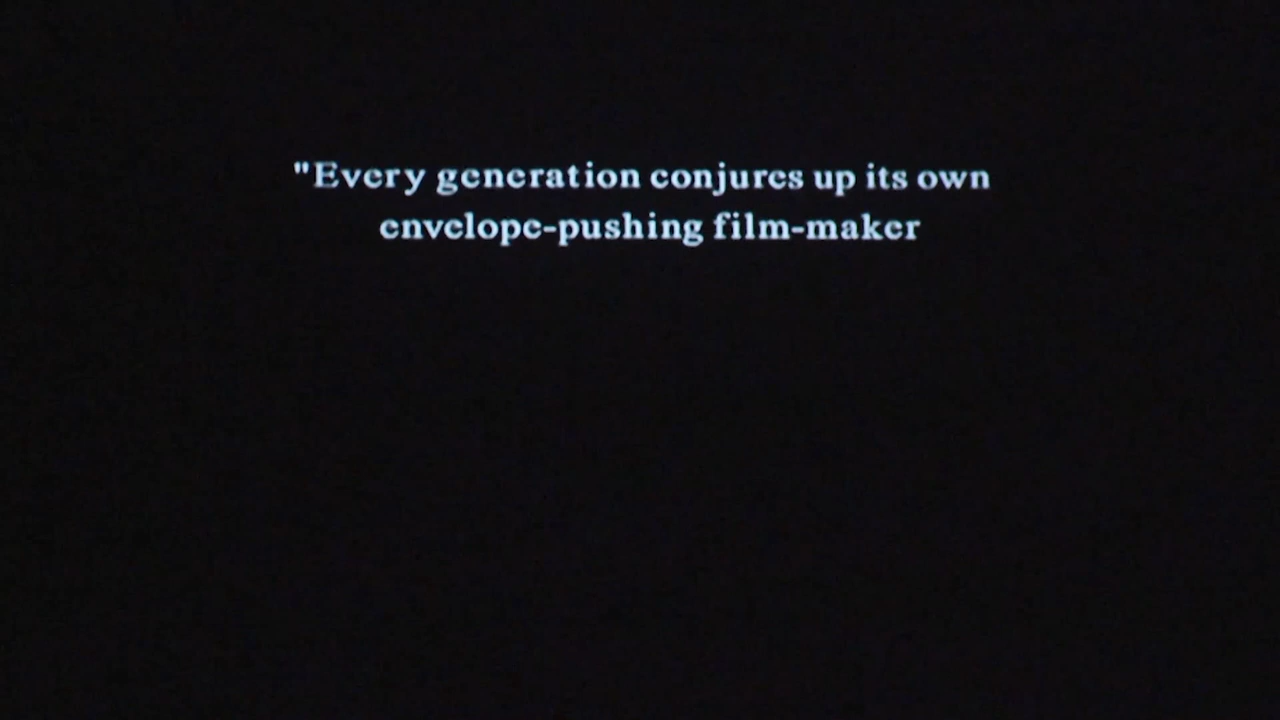 "Every generation conjures up its own
envelope-pushing film-maker